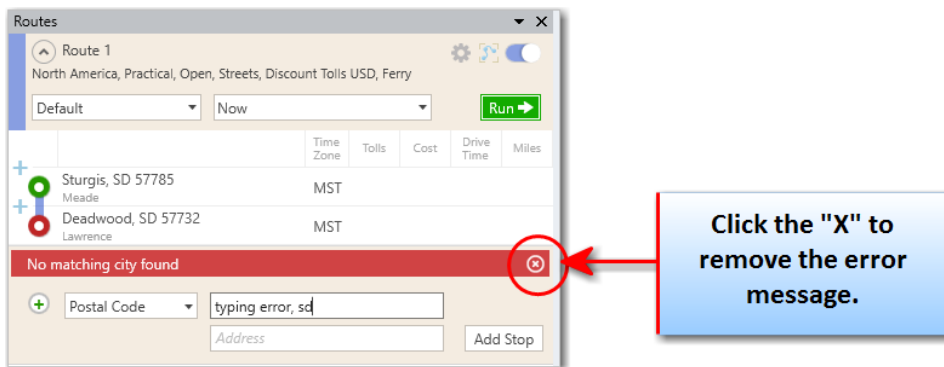 Routes
Route 1
North America, Practical, Open, Streets, Discount Tolls USD, Ferry
Default Now Run
Time Zone Tolls Cost Drive Time Miles
Sturgis, SD 57785 MST
Meade
Deadwood, SD 57732 MST
Lawrence
No matching city found
Postal Code typing error, sd
Address Add Stop
Click the "X" to
remove the error
message.